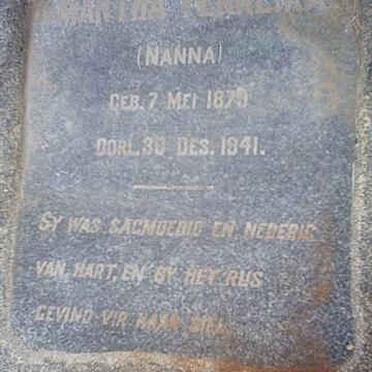 (NANNA)
GEB. 7 MEI 1879
OORL. 30 DES. 1941.
SY WAS SAGMOEDIG EN NEDERIG
VAN HART, EN SY HET RUS
GEVIND VIR HAAR SIEL